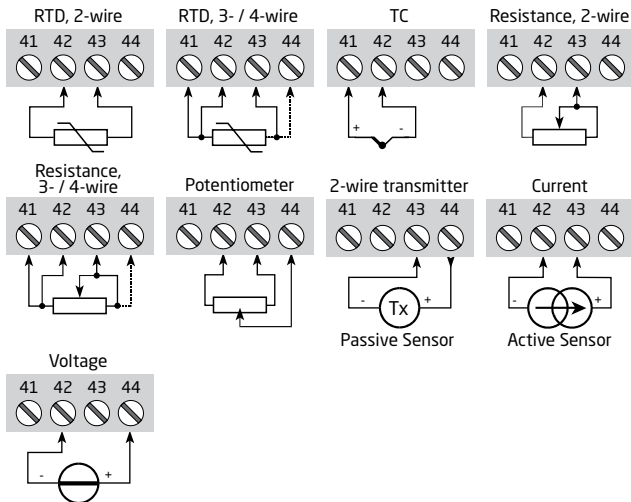 RTD, 2-wire
41 42 43 44
RTD, 3- / 4-wire
41 42 43 44
TC
41 42 43 44
+ -
Resistance, 2-wire
41 42 43 44
Resistance,
3- / 4-wire
41 42 43 44
Potentiometer
41 42 43 44
2-wire transmitter
41 42 43 44
- Tx +
Passive Sensor
Current
41 42 43 44
- +
Active Sensor
Voltage
41 42 43 44
- +